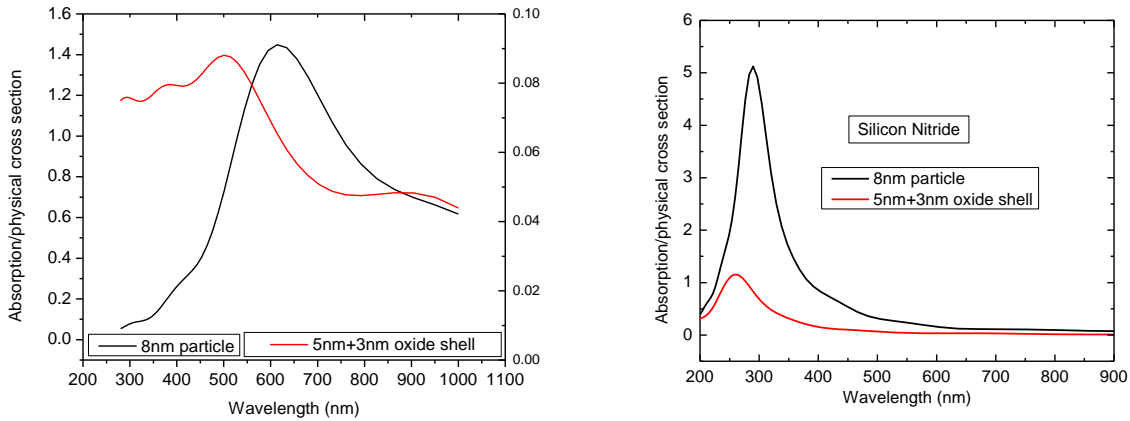 Absorption/physical cross section
1.6
1.4
1.2
1.0
0.8
0.6
0.4
0.2
0.0
0.10
0.08
0.06
0.04
0.02
0.00
8nm particle
5nm+3nm oxide shell
200 300 400 500 600 700 800 900 1000 1100
Wavelength (nm)
Absorption/physical cross section
6
5
4
3
2
1
0
Silicon Nitride
8nm particle
5nm+3nm oxide shell
200 300 400 500 600 700 800 900
Wavelength (nm)